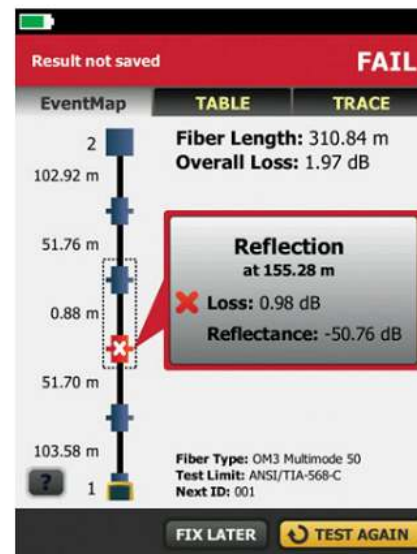 Result not saved
FAIL
EventMap
TABLE
TRACE
2
Fiber Length: 310.84 m
Overall Loss: 1.97 dB
102.92 m
51.76 m
0.88 m
51.70 m
103.58 m
1
Reflection
at 155.28 m
Loss: 0.98 dB
Reflectance: -50.76 dB
Fiber Type: OM3 Multimode 50
Test Limit: ANSI/TIA-568-C
Next ID: 001
?
FIX LATER
TEST AGAIN